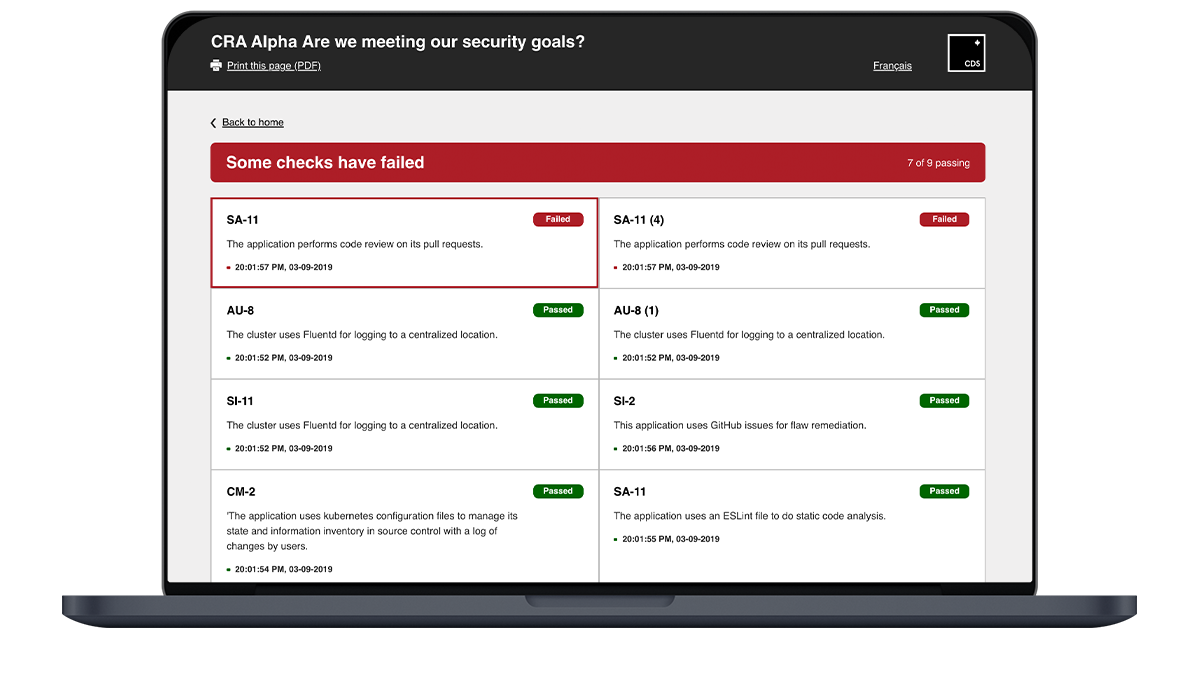 CRA Alpha Are we meeting our security goals?
Print this page (PDF)
Français
CDS
Back to home
Some checks have failed
7 of 9 passing
SA-11
Failed
The application performs code review on its pull requests.
20:01:57 PM, 03-09-2019
SA-11 (4)
Failed
The application performs code review on its pull requests.
20:01:57 PM, 03-09-2019
AU-8
Passed
The cluster uses Fluentd for logging to a centralized location.
20:01:52 PM, 03-09-2019
AU-8 (1)
Passed
The cluster uses Fluentd for logging to a centralized location.
20:01:52 PM, 03-09-2019
SI-11
Passed
The cluster uses Fluentd for logging to a centralized location.
20:01:52 PM, 03-09-2019
SI-2
Passed
This application uses GitHub issues for flaw remediation.
20:01:56 PM, 03-09-2019
CM-2
Passed
'The application uses kubernetes configuration files to manage its
state and information inventory in source control with a log of
changes by users.
20:01:54 PM, 03-09-2019
SA-11
Passed
The application uses an ESLint file to do static code analysis.
20:01:55 PM, 03-09-2019